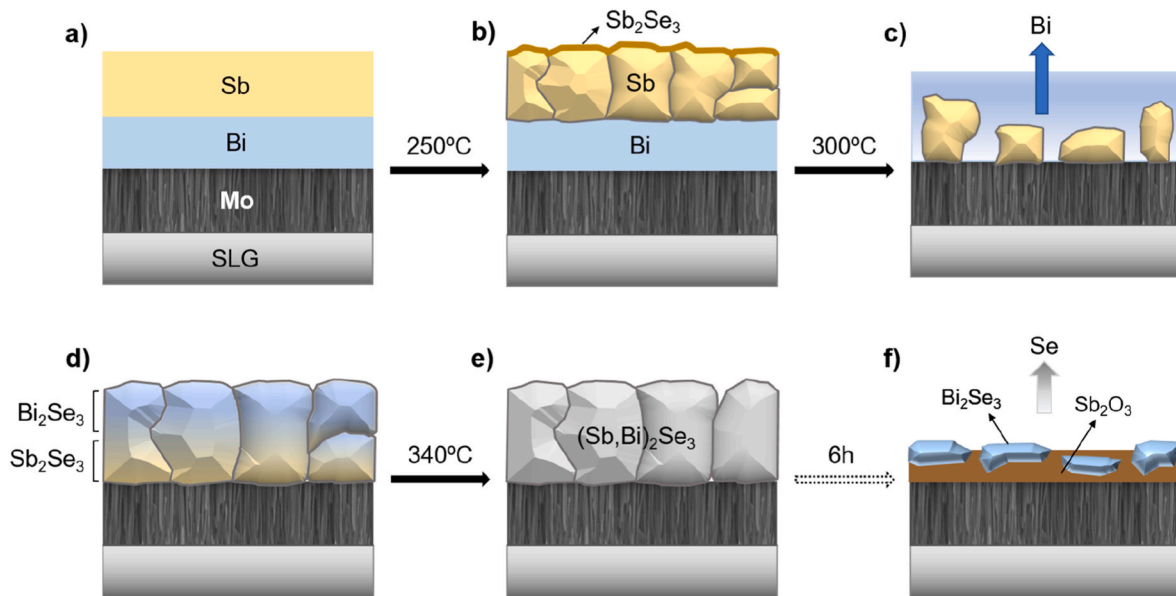 a)
Sb
Bi
Mo
SLG
250ºC
b)
Sb₂Se₃
Sb
Bi
300ºC
c)
Bi
d)
Bi₂Se₃
Sb₂Se₃
340ºC
e)
(Sb,Bi)₂Se₃
6h
f)
Se
Bi₂Se₃
Sb₂O₃